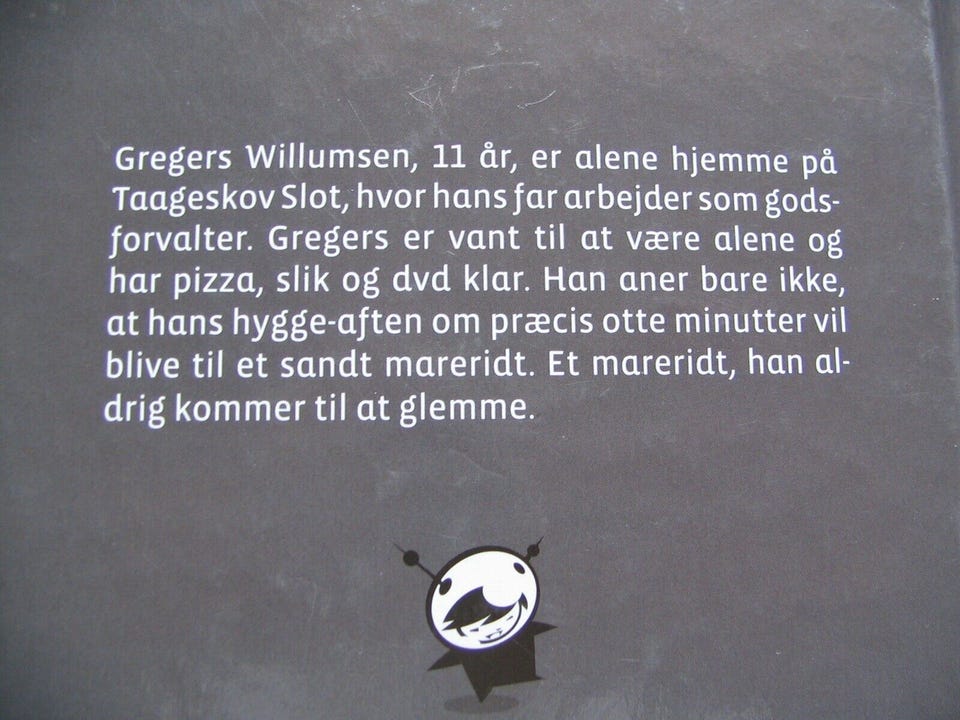 Gregers Willumsen, 11 år, er alene hjemme på
Taageskov Slot, hvor hans far arbejder som gods-
forvalter. Gregers er vant til at være alene og
har pizza, slik og dvd klar. Han aner bare ikke,
at hans hygge-aften om præcis otte minutter vil
blive til et sandt mareridt. Et mareridt, han al-
drig kommer til at glemme.